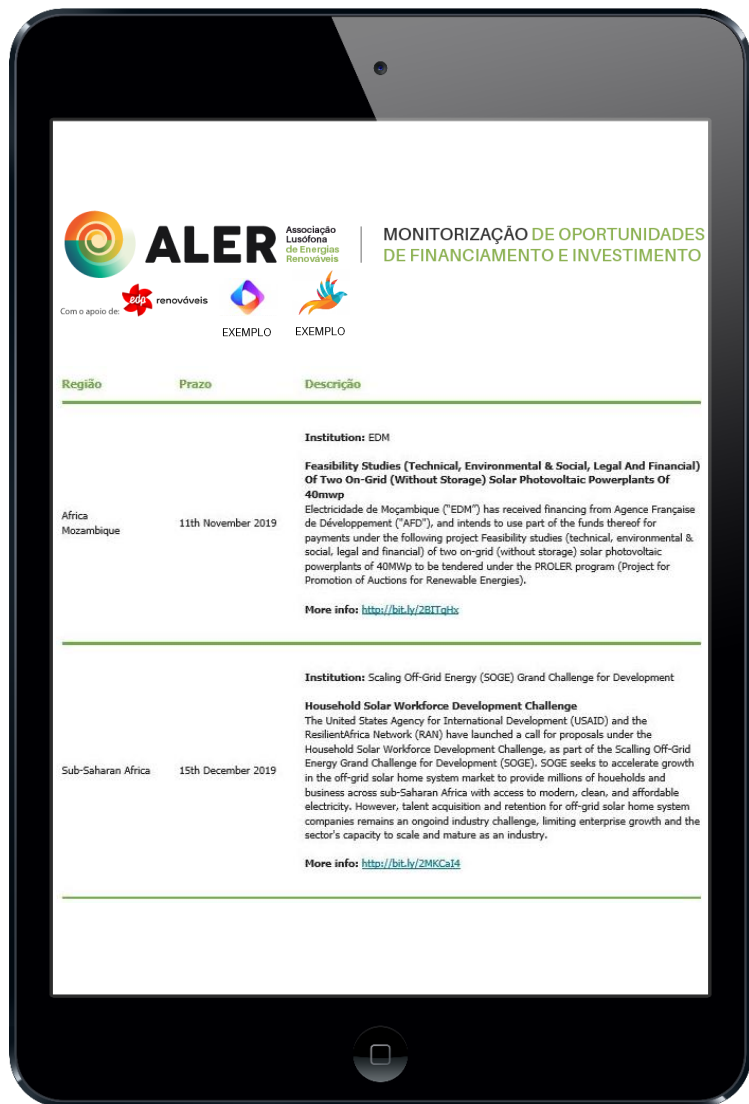 ALER
Associação
Lusófona
de Energias
Renováveis
MONITORIZAÇÃO DE OPORTUNIDADES
DE FINANCIAMENTO E INVESTIMENTO
Com o apoio de:
edp renováveis
EXEMPLO
EXEMPLO
Região Prazo Descrição
Institution: EDM
Feasibility Studies (Technical, Environmental & Social, Legal And Financial)
Of Two On-Grid (Without Storage) Solar Photovoltaic Powerplants Of
40mwp
Africa
Mozambique
11th November 2019
Electricidade de Moçambique ("EDM") has received financing from Agence Française
de Développement ("AFD"), and intends to use part of the funds thereof for
payments under the following project Feasibility studies (technical, environmental &
social, legal and financial) of two on-grid (without storage) solar photovoltaic
powerplants of 40MWp to be tendered under the PROLER program (Project for
Promotion of Auctions for Renewable Energies).
More info: http://bit.ly/2BITqHx
Institution: Scaling Off-Grid Energy (SOGE) Grand Challenge for Development
Household Solar Workforce Development Challenge
Sub-Saharan Africa
15th December 2019
The United States Agency for International Development (USAID) and the
ResilientAfrica Network (RAN) have launched a call for proposals under the
Household Solar Workforce Development Challenge, as part of the Scalling Off-Grid
Energy Grand Challenge for Development (SOGE). SOGE seeks to accelerate growth
in the off-grid solar home system market to provide millions of houeholds and
business across sub-Saharan Africa with access to modern, clean, and affordable
electricity. However, talent acquisition and retention for off-grid solar home system
companies remains an ongoind industry challenge, limiting enterprise growth and the
sector's capacity to scale and mature as an industry.
More info: http://bit.ly/2MKCaI4